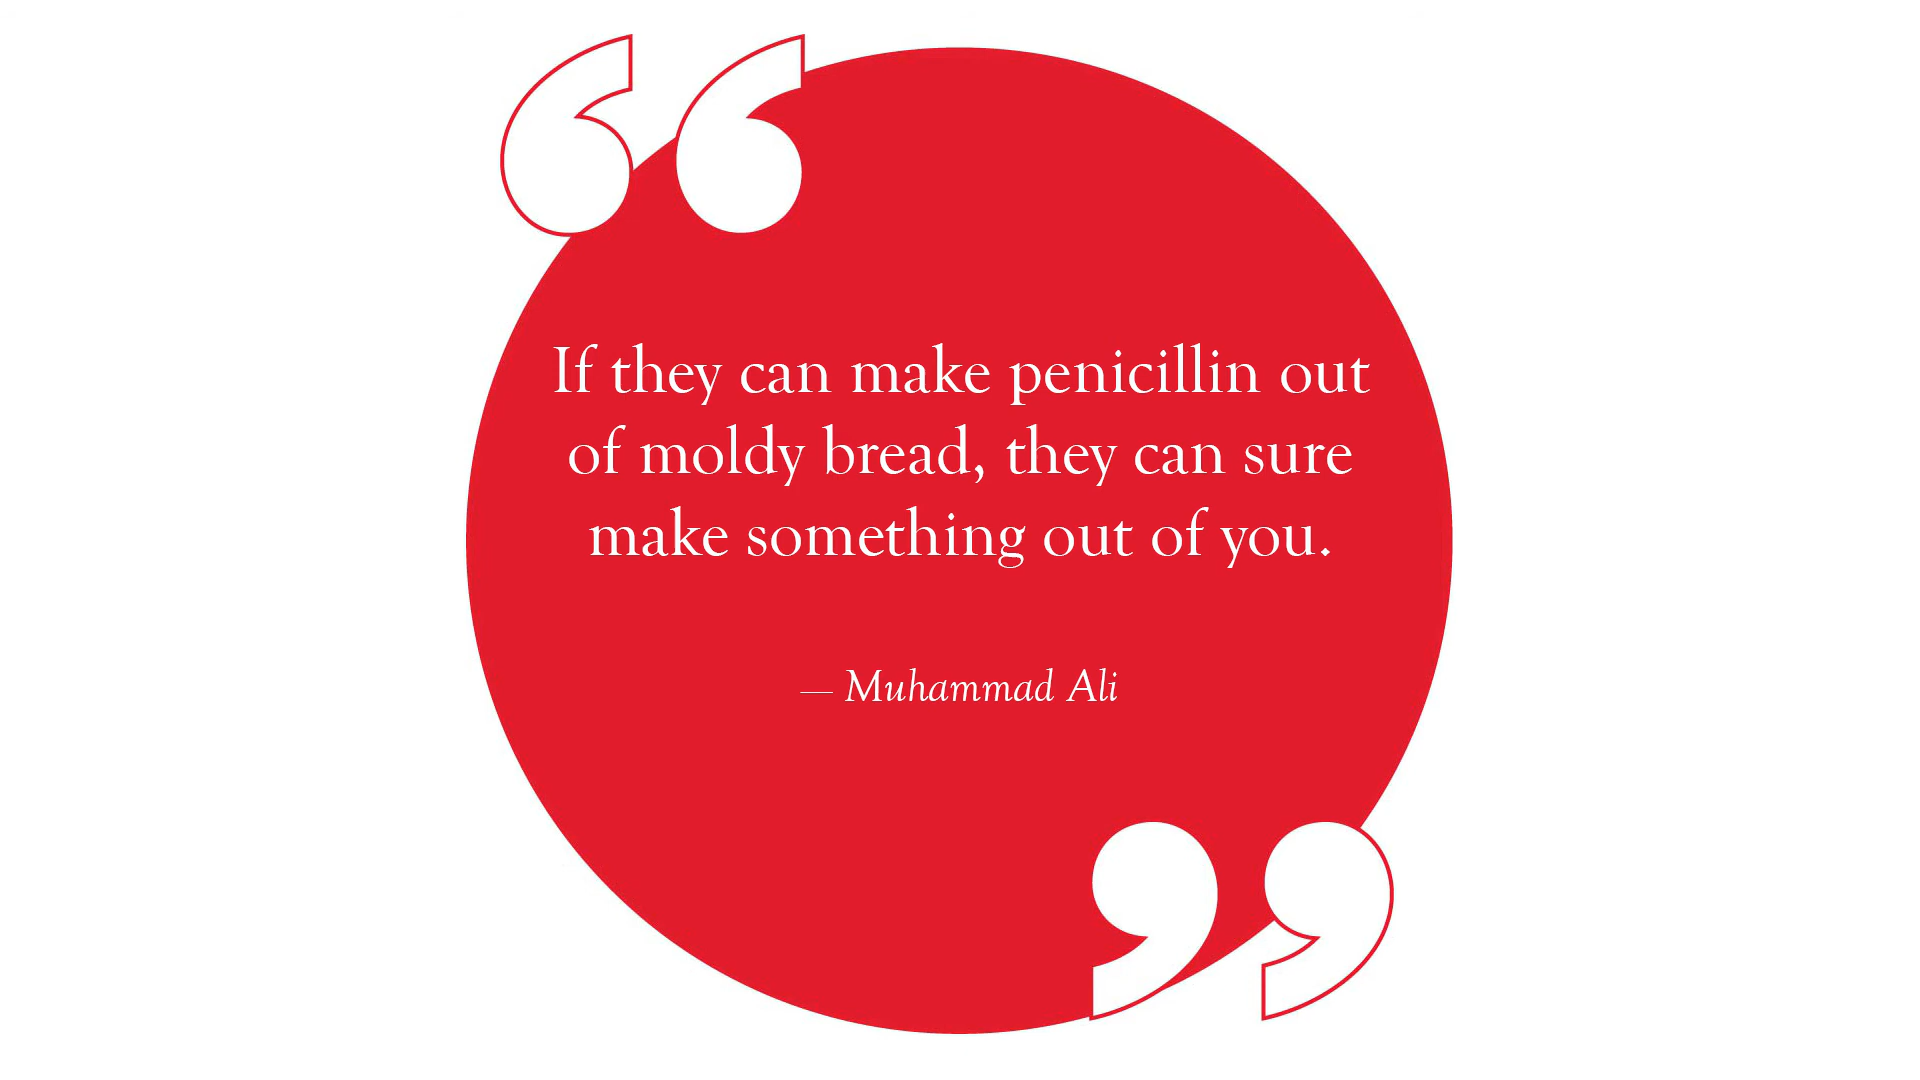 If they can make penicillin out
of moldy bread, they can sure
make something out of you.
— Muhammad Ali